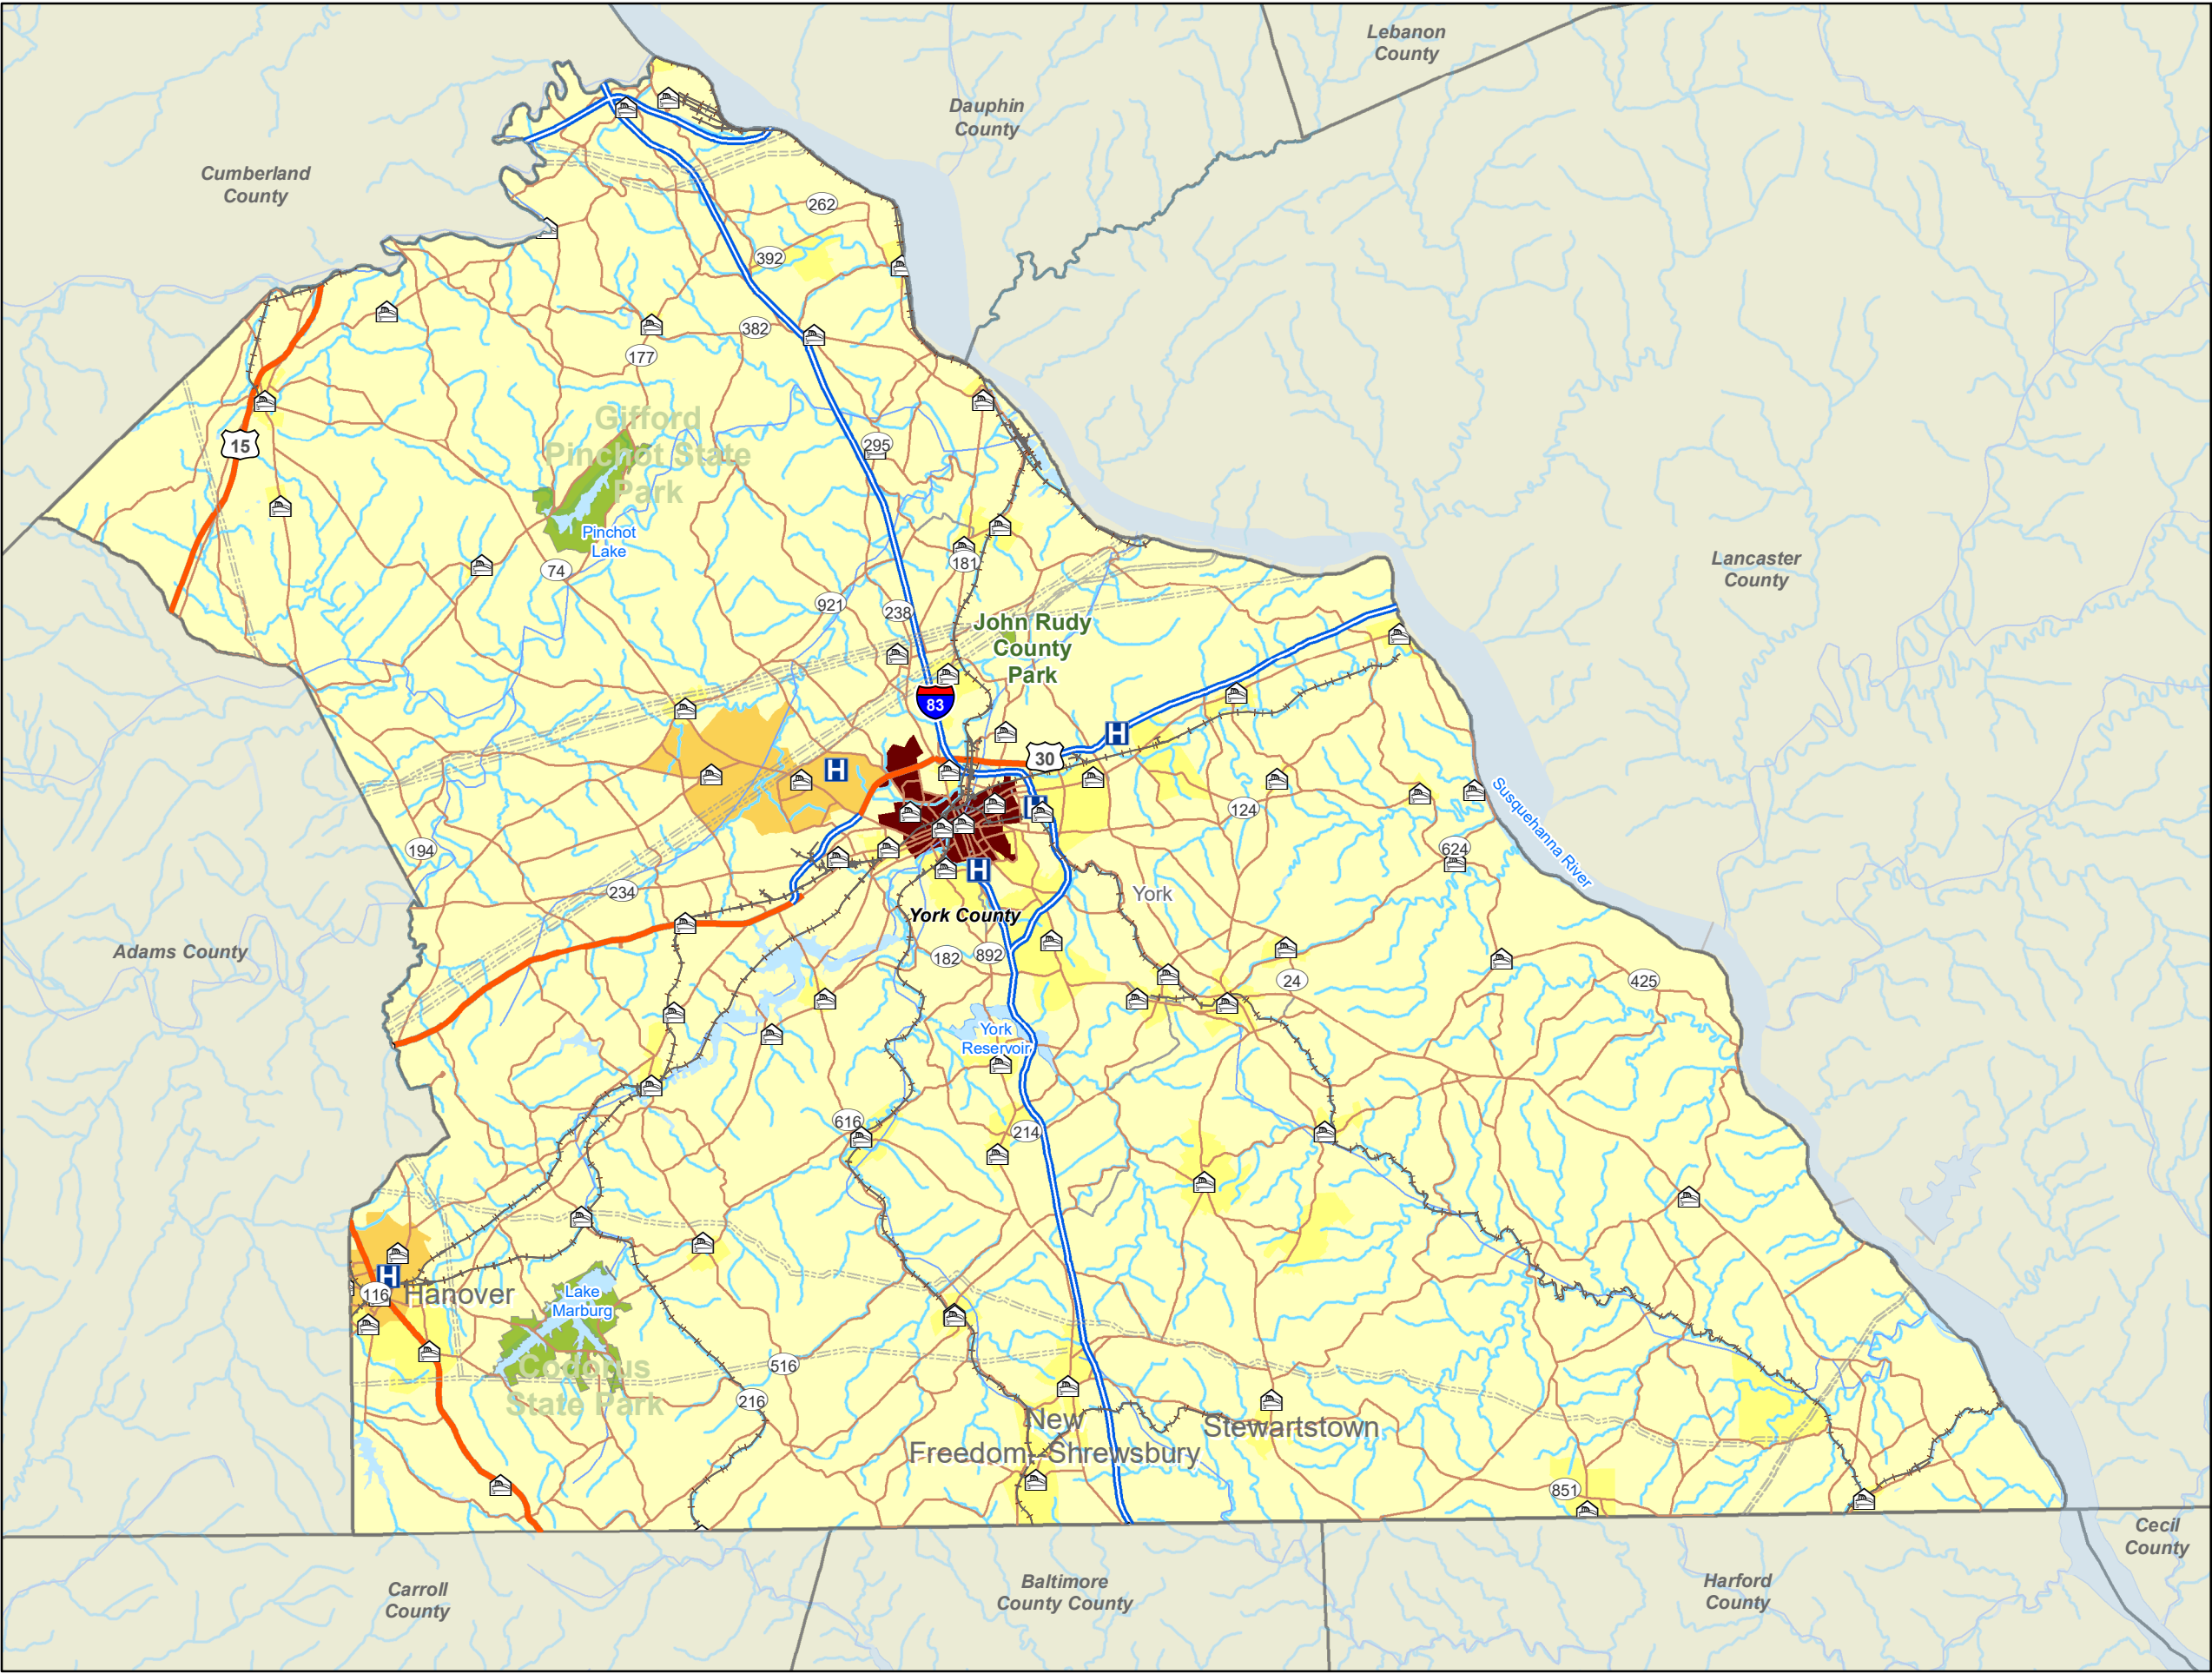 Lebanon
County
Dauphin
County
Cumberland
County
262
392
382
177
15
Gifford
Pinchot State
Park
295
Pinchot
Lake
74
181
Lancaster
County
921
238
John Rudy
County
Park
83
H
30
H
124
Susquehanna River
194
624
234
H
York
York County
Adams County
182
892
24
425
York
Reservoir
616
214
H
116
Hanover
Lake
Marburg
Codorus
State Park
516
216
New
Freedom
Shrewsbury
Stewartstown
851
Cecil
County
Carroll
County
Baltimore
County County
Harford
County